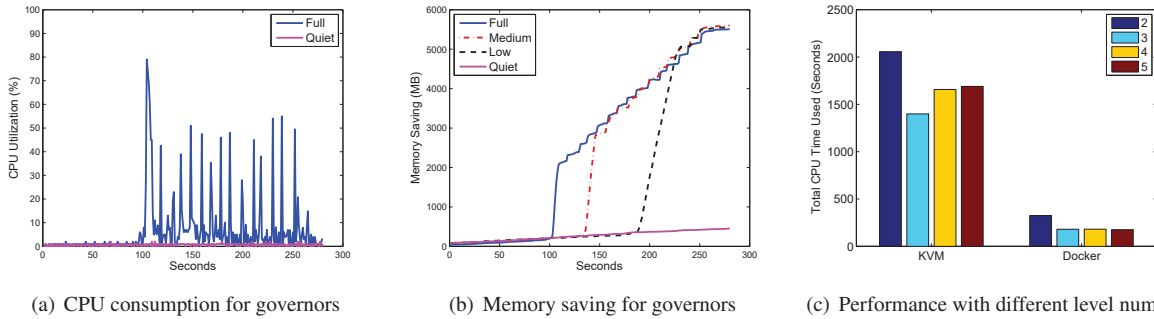 100
90
80
70
60
50
40
30
20
10
0
CPU Utilization (%)
0 50 100 150 200 250 300
Seconds
Full
Quiet
(a) CPU consumption for governors
6000
5000
4000
3000
2000
1000
0
Memory Saving (MB)
0 50 100 150 200 250 300
Seconds
Full
Medium
Low
Quiet
(b) Memory saving for governors
2500
2000
1500
1000
500
0
Total CPU Time Used (Seconds)
KVM Docker
2
3
4
5
(c) Performance with different level num